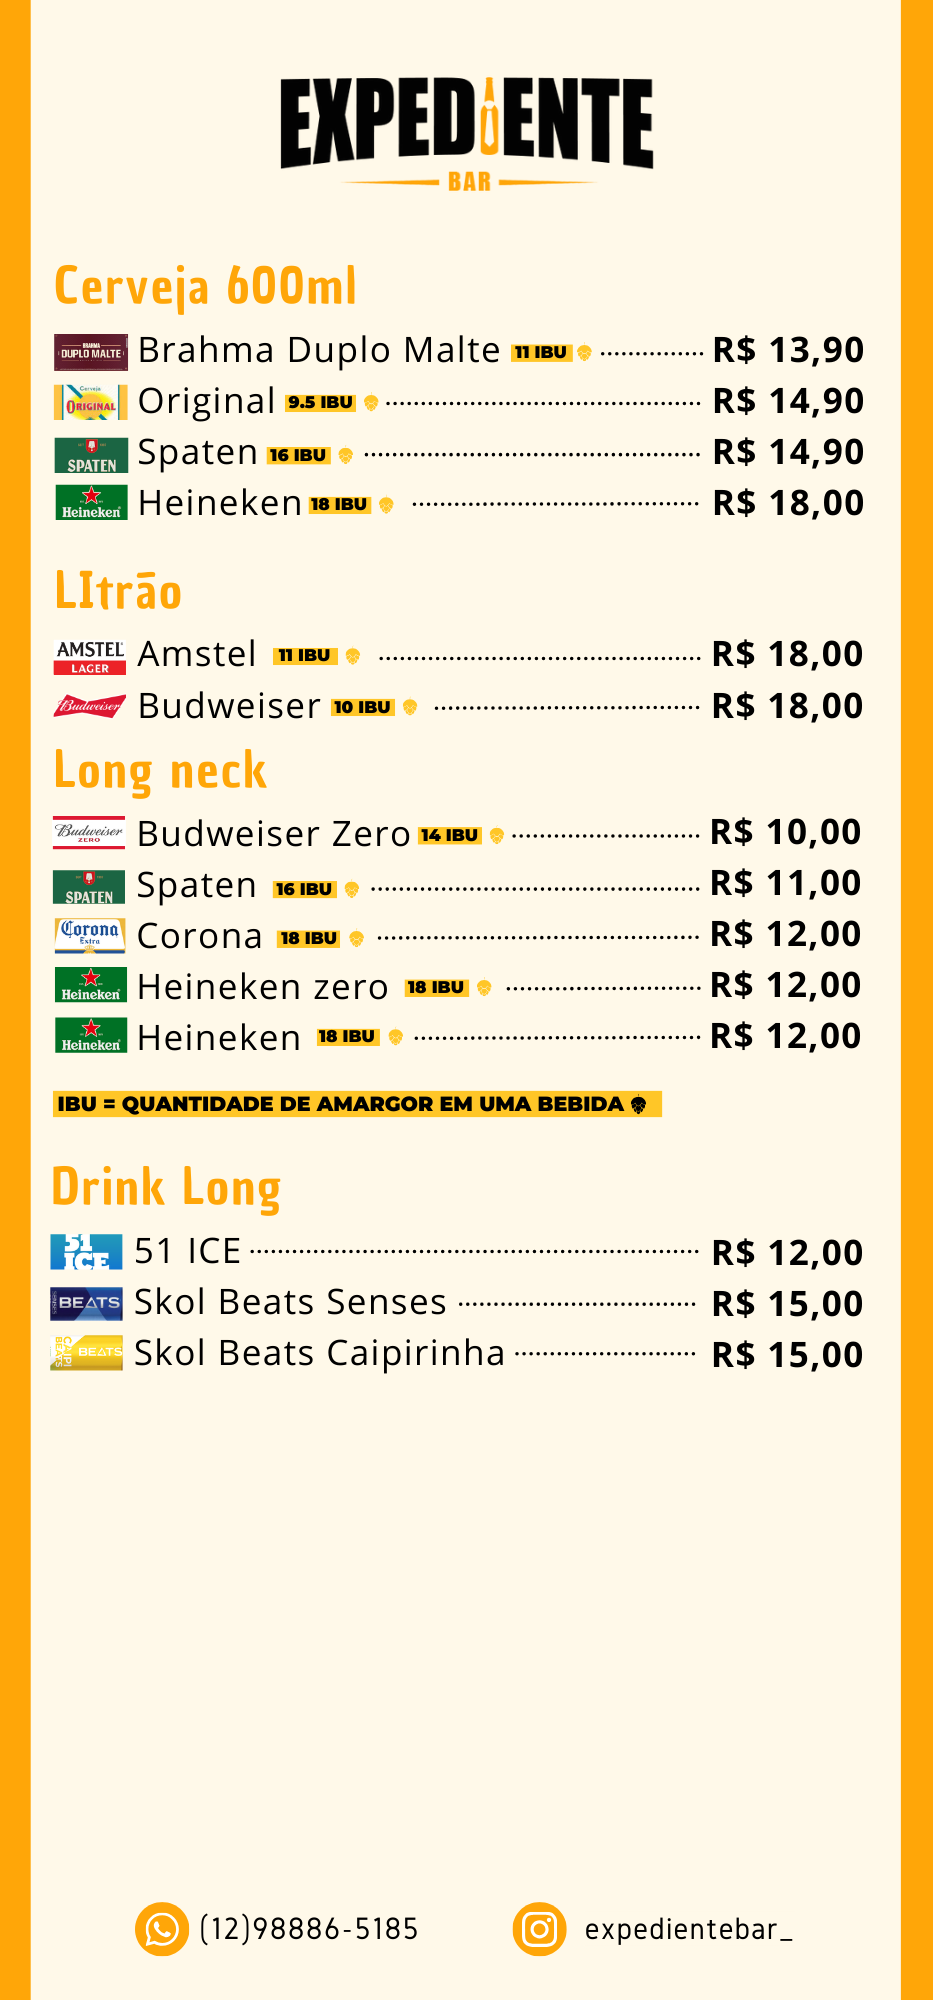 EXPEDIENTE
BAR
Cerveja 600ml
BRAHMA DUPLO MALTE Brahma Duplo Malte 11 IBU R$ 13,90
Cerveja ORIGINAL Original 9.5 IBU R$ 14,90
SPATEN Spaten 16 IBU R$ 14,90
Heineken Heineken 18 IBU R$ 18,00
LItrão
AMSTEL LAGER Amstel 11 IBU R$ 18,00
Budweiser Budweiser 10 IBU R$ 18,00
Long neck
Budweiser ZERO Budweiser Zero 14 IBU R$ 10,00
SPATEN Spaten 16 IBU R$ 11,00
Corona Extra Corona 18 IBU R$ 12,00
Heineken Heineken zero 18 IBU R$ 12,00
Heineken Heineken 18 IBU R$ 12,00
IBU = QUANTIDADE DE AMARGOR EM UMA BEBIDA
Drink Long
51 ICE 51 ICE R$ 12,00
BEATS Skol Beats Senses R$ 15,00
BEATS Skol Beats Caipirinha R$ 15,00
(12)98886-5185 expedientebar_